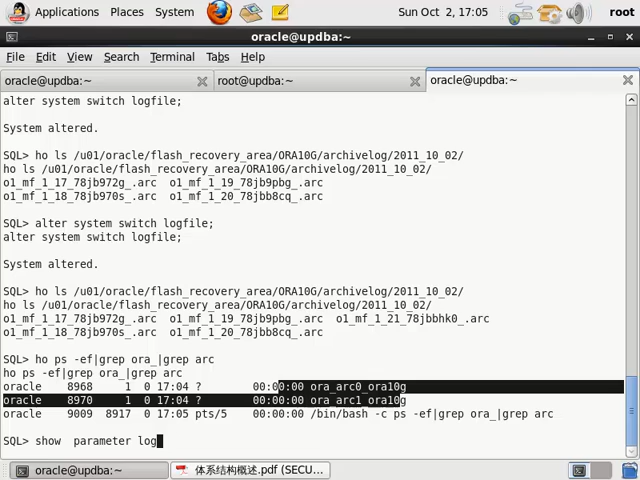 Applications Places System Sun Oct 2, 17:05 root
oracle@updba:~
File Edit View Search Terminal Tabs Help
oracle@updba:~ root@updba:~ oracle@updba:~
alter system switch logfile;
System altered.
SQL> ho ls /u01/oracle/flash_recovery_area/ORA10G/archivelog/2011_10_02/
ho ls /u01/oracle/flash_recovery_area/ORA10G/archivelog/2011_10_02/
o1_mf_1_17_78jb972g_.arc o1_mf_1_19_78jb9pbg_.arc
o1_mf_1_18_78jb970s_.arc o1_mf_1_20_78jbb8cq_.arc
SQL> alter system switch logfile;
alter system switch logfile;
System altered.
SQL> ho ls /u01/oracle/flash_recovery_area/ORA10G/archivelog/2011_10_02/
ho ls /u01/oracle/flash_recovery_area/ORA10G/archivelog/2011_10_02/
o1_mf_1_17_78jb972g_.arc o1_mf_1_19_78jb9pbg_.arc o1_mf_1_21_78jbbhk0_.arc
o1_mf_1_18_78jb970s_.arc o1_mf_1_20_78jbb8cq_.arc
SQL> ho ps -ef|grep ora_|grep arc
ho ps -ef|grep ora_|grep arc
oracle 8968 1 0 17:04 ? 00:00:00 ora_arc0_ora10g
oracle 8970 1 0 17:04 ? 00:00:00 ora_arc1_ora10g
oracle 9009 8917 0 17:05 pts/5 00:00:00 /bin/bash -c ps -ef|grep ora_|grep arc
SQL> show parameter log
oracle@updba:~ 体系结构概述.pdf (SECU...